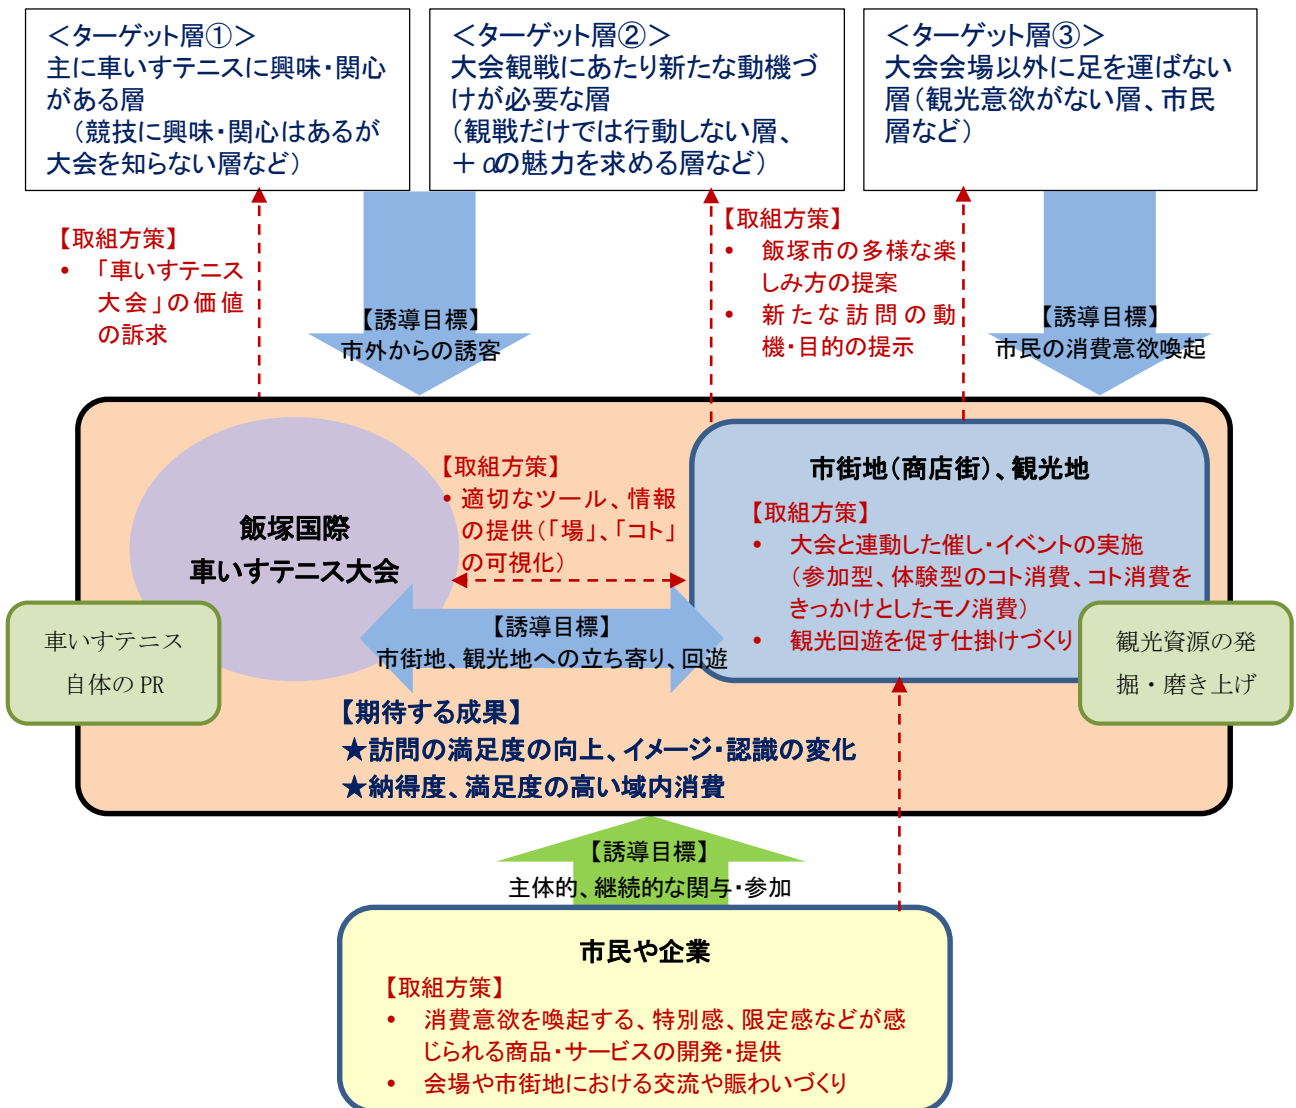 ＜ターゲット層①＞
主に車いすテニスに興味・関心
がある層
（競技に興味・関心はあるが
大会を知らない層など）
＜ターゲット層②＞
大会観戦にあたり新たな動機づ
けが必要な層
（観戦だけでは行動しない層、
＋αの魅力を求める層など）
＜ターゲット層③＞
大会会場以外に足を運ばない
層（観光意欲がない層、市民
層など）
【取組方策】
• 「車いすテニス
大会」の価値
の訴求
【誘導目標】
市外からの誘客
【取組方策】
• 飯塚市の多様な楽
しみ方の提案
• 新たな訪問の動
機・目的の提示
【誘導目標】
市民の消費意欲喚起
飯塚国際
車いすテニス大会
【取組方策】
• 適切なツール、情報
の提供（「場」、「コト」
の可視化）
市街地（商店街）、観光地
【取組方策】
• 大会と連動した催し・イベントの実施
（参加型、体験型のコト消費、コト消費を
きっかけとしたモノ消費）
• 観光回遊を促す仕掛けづくり
車いすテニス
自体の PR
【誘導目標】
市街地、観光地への立ち寄り、回遊
観光資源の発
掘・磨き上げ
【期待する成果】
★訪問の満足度の向上、イメージ・認識の変化
★納得度、満足度の高い域内消費
【誘導目標】
主体的、継続的な関与・参加
市民や企業
【取組方策】
• 消費意欲を喚起する、特別感、限定感などが感
じられる商品・サービスの開発・提供
• 会場や市街地における交流や賑わいづくり